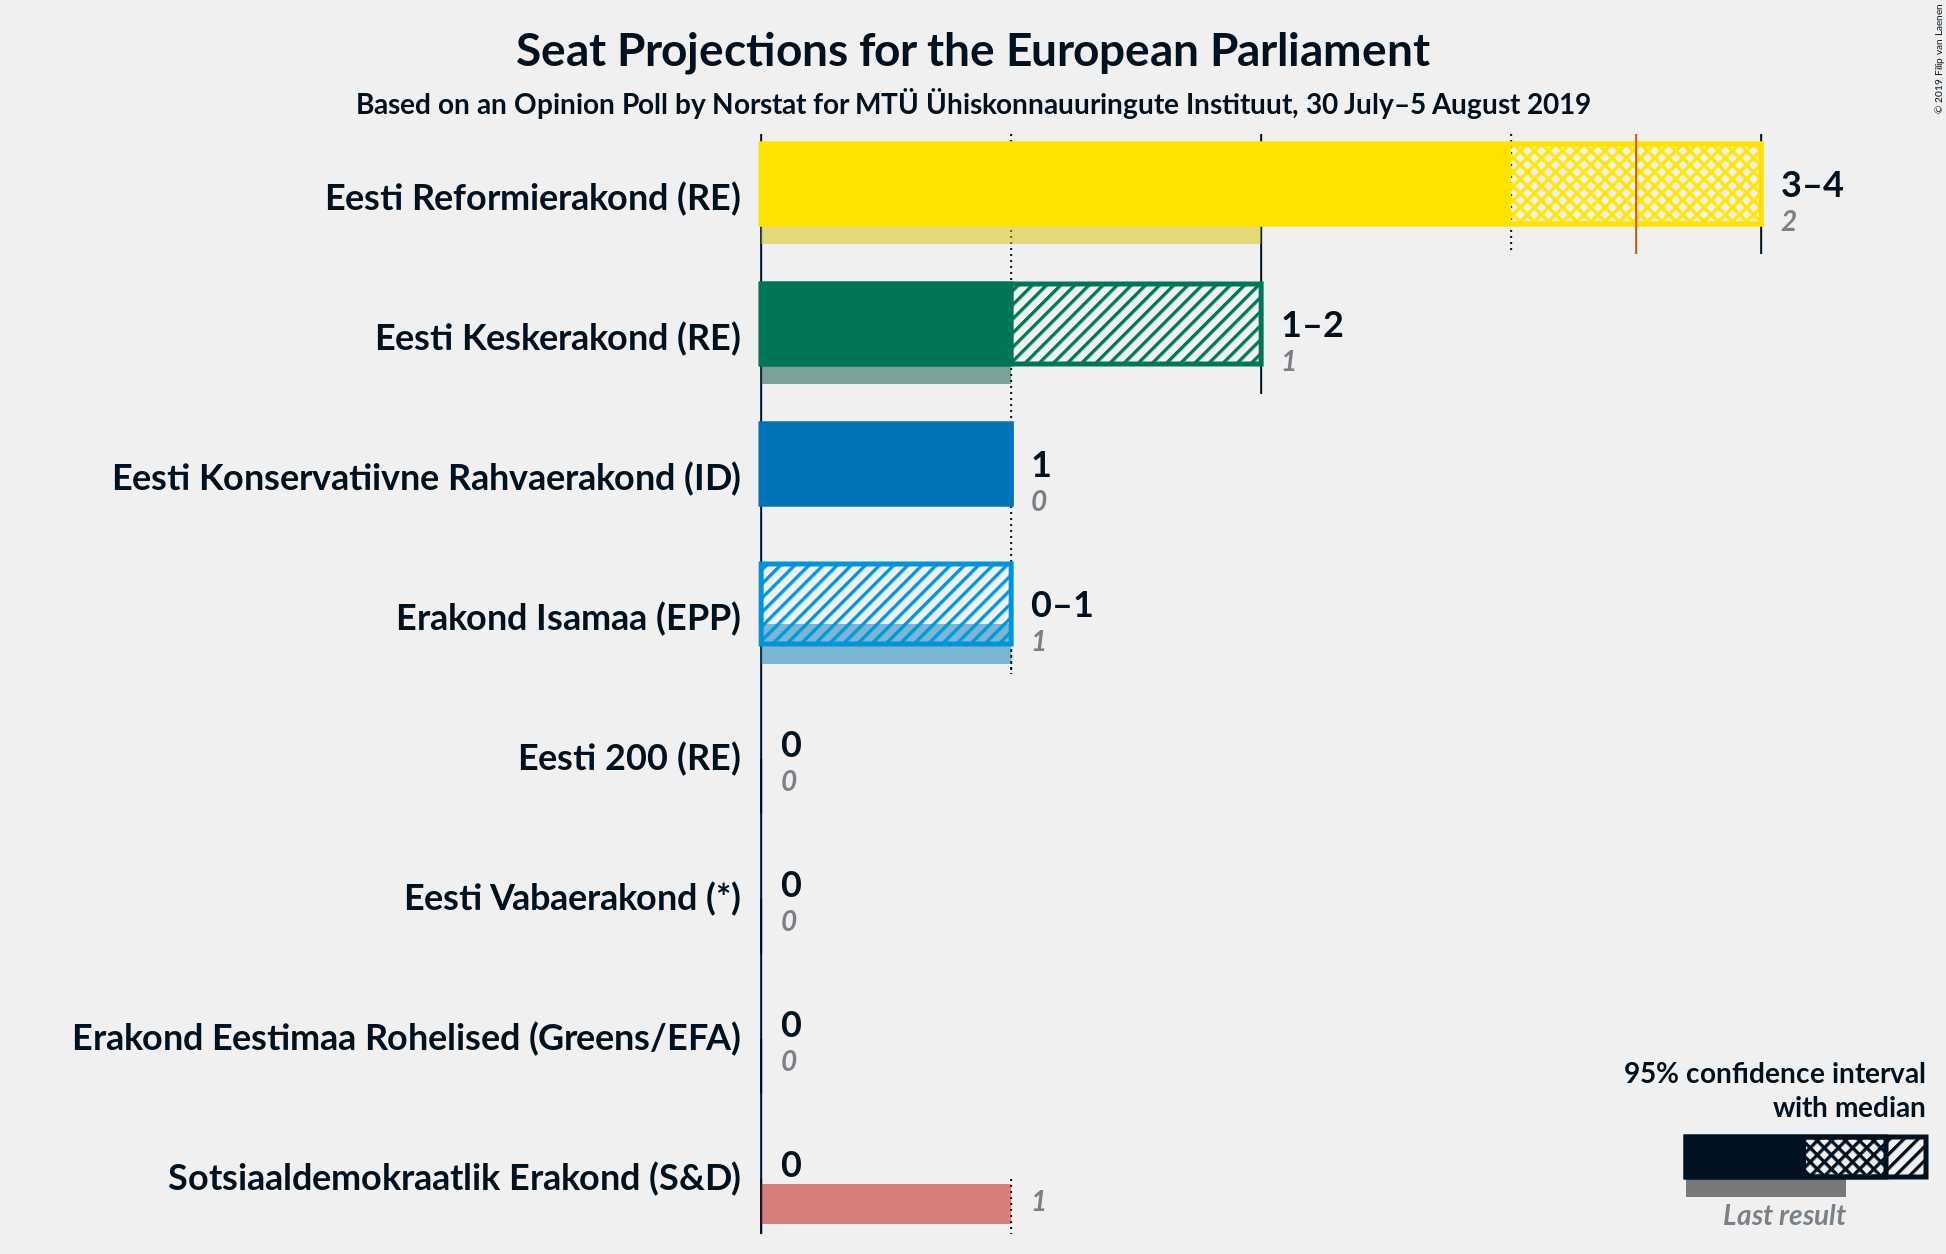 Seat Projections for the European Parliament
Based on an Opinion Poll by Norstat for MTÜ Ühiskonnauuringute Instituut, 30 July–5 August 2019
© 2019 Filip van Laenen
Eesti Reformierakond (RE)
3–4
2
Eesti Keskerakond (RE)
1–2
1
Eesti Konservatiivne Rahvaerakond (ID)
1
0
Erakond Isamaa (EPP)
0–1
1
Eesti 200 (RE)
0
0
Eesti Vabaerakond (*)
0
0
Erakond Eestimaa Rohelised (Greens/EFA)
0
0
Sotsiaaldemokraatlik Erakond (S&D)
0
1
95% confidence interval
with median
Last result